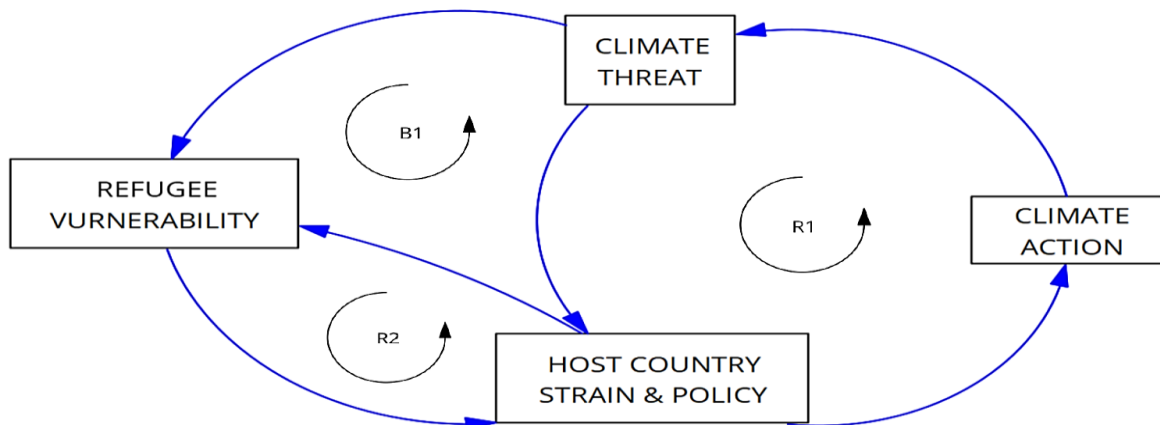 CLIMATE
THREAT
B1
REFUGEE
VURNERABILITY
R1
CLIMATE
ACTION
R2
HOST COUNTRY
STRAIN & POLICY